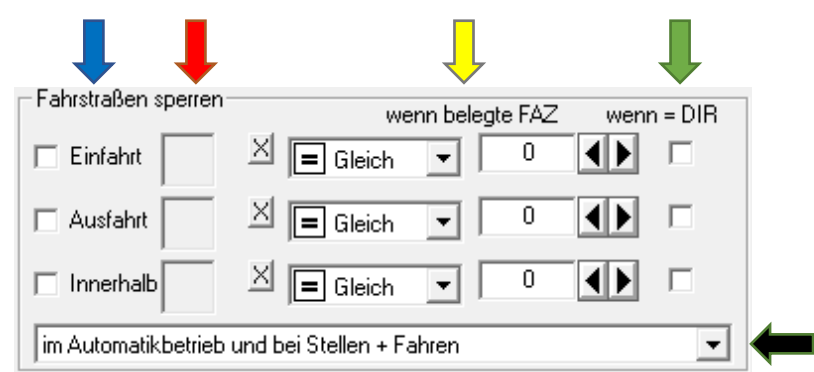 Fahrstraßen sperren
wenn belegte FAZ wenn = DIR
Einfahrt X = Gleich 0
Ausfahrt X = Gleich 0
Innerhalb X = Gleich 0
im Automatikbetrieb und bei Stellen + Fahren